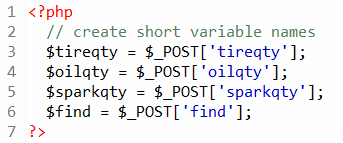 1 <?php
2 // create short variable names
3 $tireqty = $_POST['tireqty'];
4 $oilqty = $_POST['oilqty'];
5 $sparkqty = $_POST['sparkqty'];
6 $find = $_POST['find'];
7 ?>